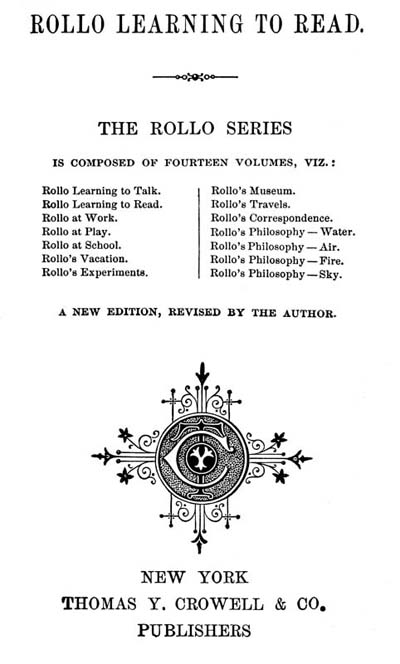 ROLLO LEARNING TO READ.
THE ROLLO SERIES
IS COMPOSED OF FOURTEEN VOLUMES, VIZ.:
Rollo Learning to Talk.
Rollo Learning to Read.
Rollo at Work.
Rollo at Play.
Rollo at School.
Rollo's Vacation.
Rollo's Experiments.
Rollo's Museum.
Rollo's Travels.
Rollo's Correspondence.
Rollo's Philosophy—Water.
Rollo's Philosophy—Air.
Rollo's Philosophy—Fire.
Rollo's Philosophy—Sky.
A NEW EDITION, REVISED BY THE AUTHOR.
NEW YORK
THOMAS Y. CROWELL & CO.
PUBLISHERS